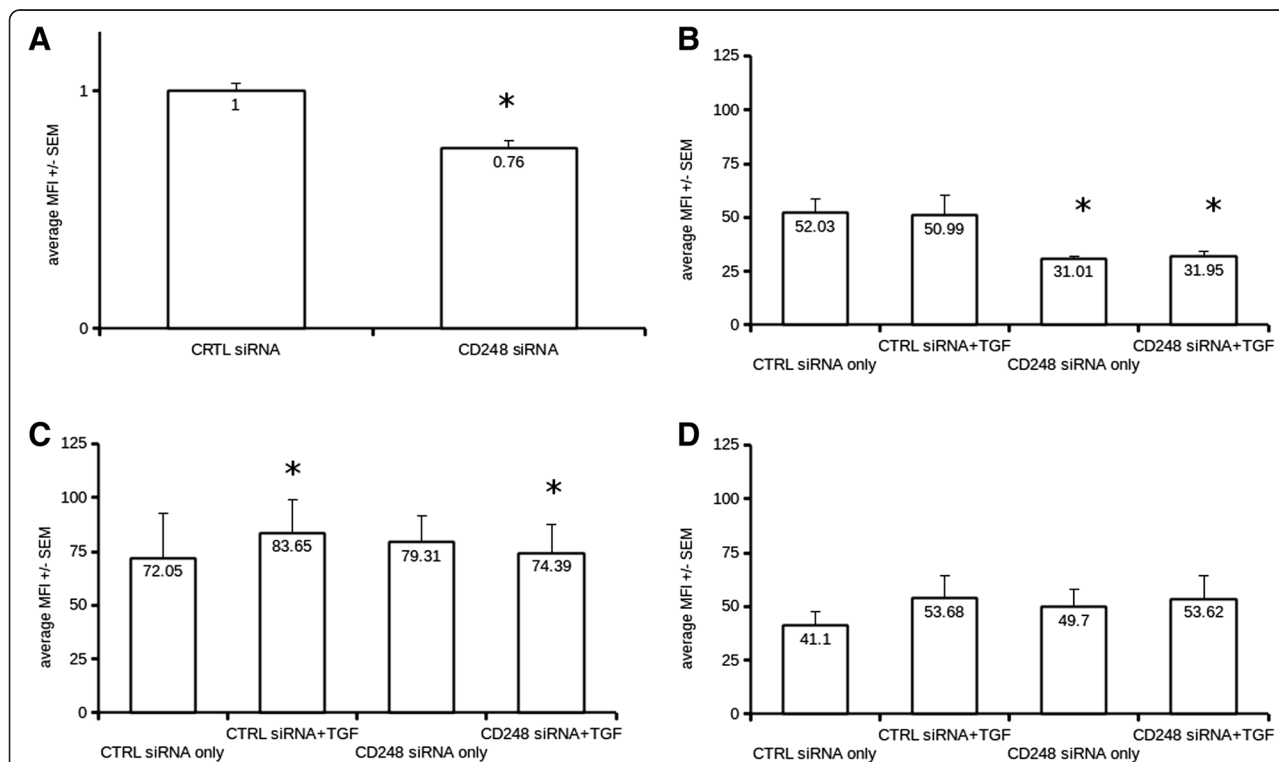 A
average MFI +/- SEM
1
0
1
*
0.76
CRTL siRNA
CD248 siRNA
B
average MFI +/- SEM
125
100
75
50
25
0
52.03
50.99
*
31.01
*
31.95
CTRL siRNA only
CTRL siRNA+TGF
CD248 siRNA only
CD248 siRNA+TGF
C
average MFI +/- SEM
125
100
75
50
25
0
72.05
*
83.65
79.31
*
74.39
CTRL siRNA only
CTRL siRNA+TGF
CD248 siRNA only
CD248 siRNA+TGF
D
average MFI +/- SEM
125
100
75
50
25
0
41.1
53.68
49.7
53.62
CTRL siRNA only
CTRL siRNA+TGF
CD248 siRNA only
CD248 siRNA+TGF